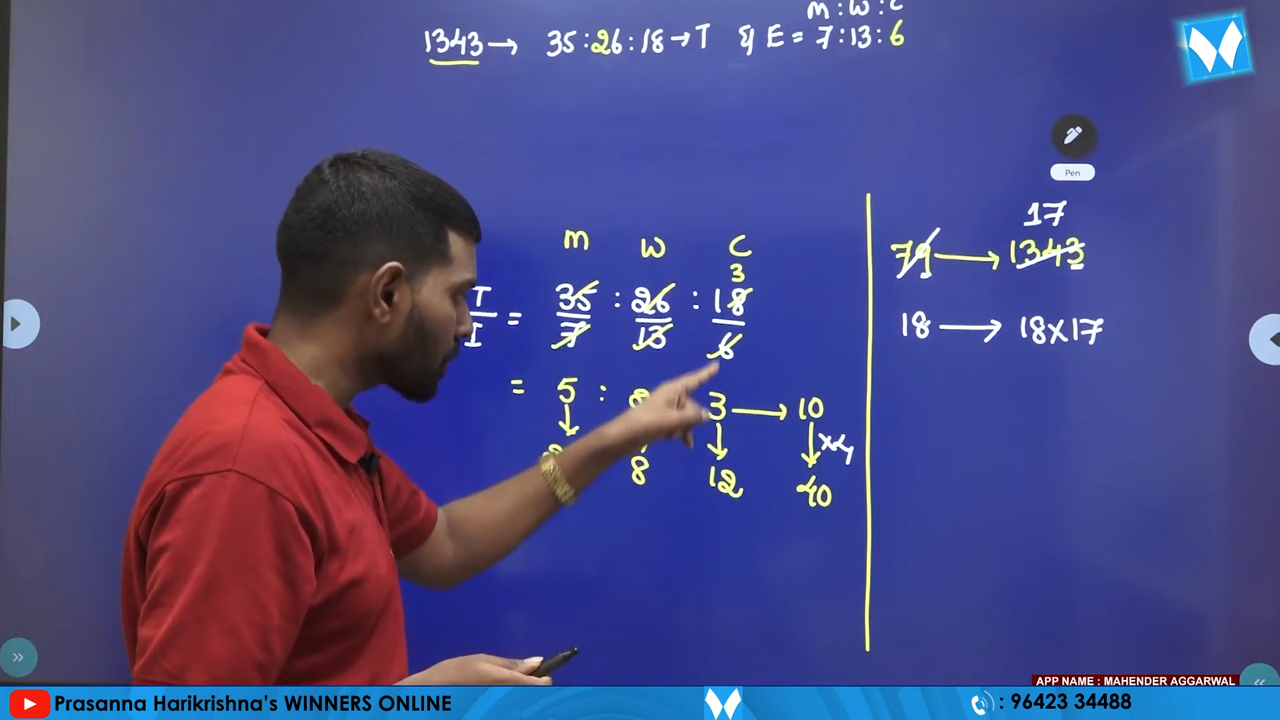 M : W : C
1343 → 35 : 26 : 18 → T & E = 7 : 13 : 6
Pen
M W C
3
T/I = 35/7 : 26/13 : 18/6
= 5 : 3 → 10
×4
8 12 40
17
79 → 1343
18 → 18×17
APP NAME : MAHENDER AGGARWAL
Prasanna Harikrishna's WINNERS ONLINE
: 96423 34488